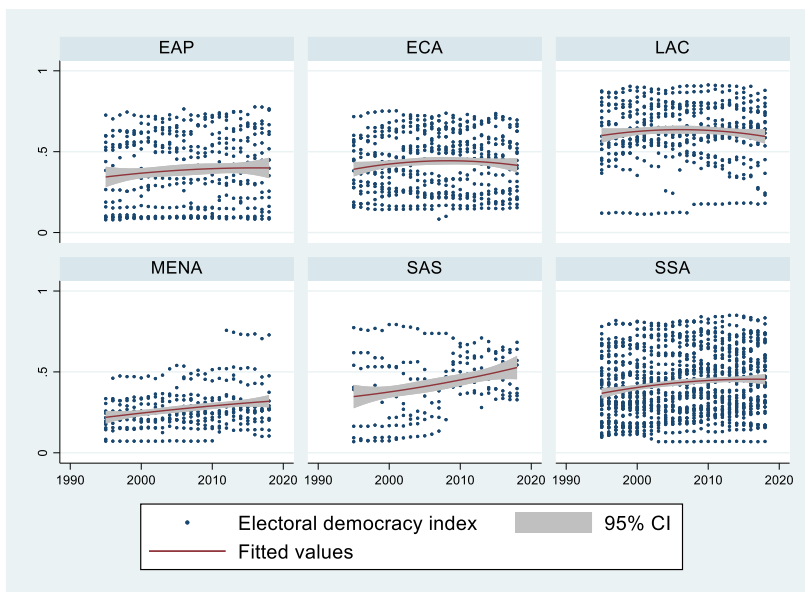 EAP ECA LAC
1
.5
0
MENA SAS SSA
1
.5
0
1990 2000 2010 2020 1990 2000 2010 2020 1990 2000 2010 2020
Electoral democracy index 95% CI
Fitted values